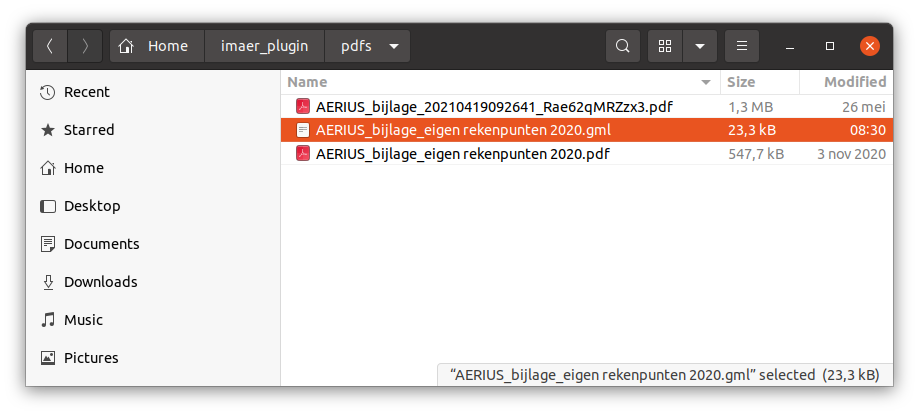 Home imaer_plugin pdfs
Name Size Modified
Recent
AERIUS_bijlage_20210419092641_Rae62qMRZzx3.pdf 1,3 MB 26 mei
Starred
AERIUS_bijlage_eigen rekenpunten 2020.gml 23,3 kB 08:30
AERIUS_bijlage_eigen rekenpunten 2020.pdf 547,7 kB 3 nov 2020
Home
Desktop
Documents
Downloads
Music
Pictures
“AERIUS_bijlage_eigen rekenpunten 2020.gml” selected (23,3 kB)